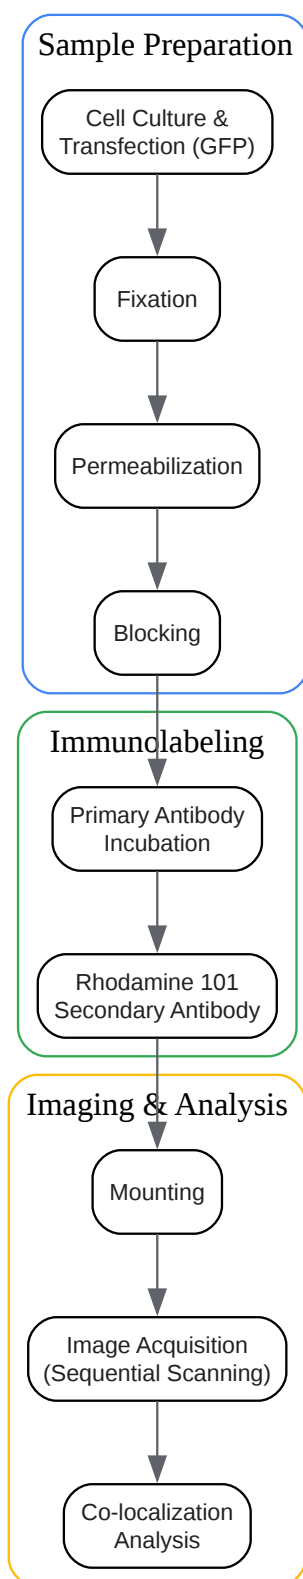 Sample Preparation
Cell Culture &
Transfection (GFP)
Fixation
Permeabilization
Blocking
Immunolabeling
Primary Antibody
Incubation
Rhodamine 101
Secondary Antibody
Imaging & Analysis
Mounting
Image Acquisition
(Sequential Scanning)
Co-localization
Analysis